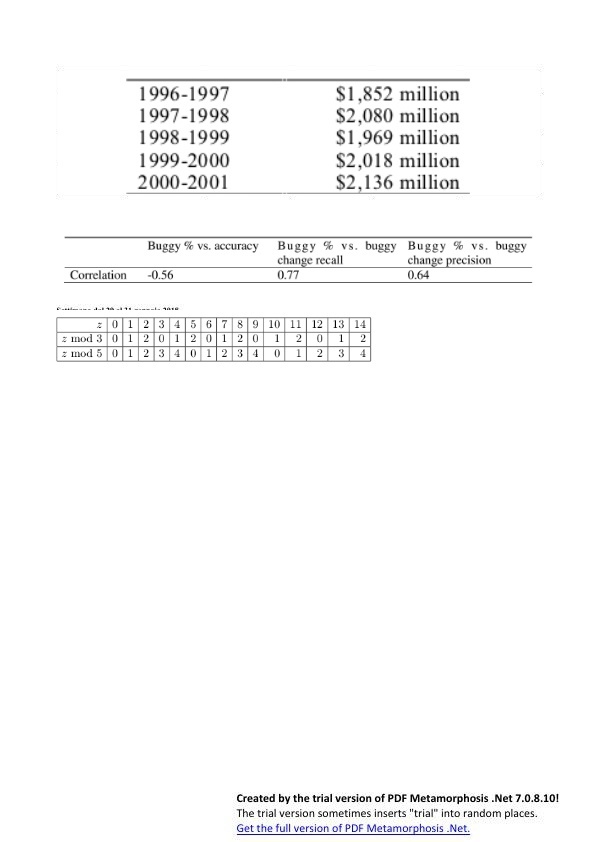 1996-1997 $1,852 million
1997-1998 $2,080 million
1998-1999 $1,969 million
1999-2000 $2,018 million
2000-2001 $2,136 million
Buggy % vs. accuracy Buggy % vs. buggy Buggy % vs. buggy
change recall change precision
Correlation -0.56 0.77 0.64
z 0 1 2 3 4 5 6 7 8 9 10 11 12 13 14
z mod 3 0 1 2 0 1 2 0 1 2 0 1 2 0 1 2
z mod 5 0 1 2 3 4 0 1 2 3 4 0 1 2 3 4
Created by the trial version of PDF Metamorphosis .Net 7.0.8.10!
The trial version sometimes inserts "trial" into random places.
Get the full version of PDF Metamorphosis .Net.